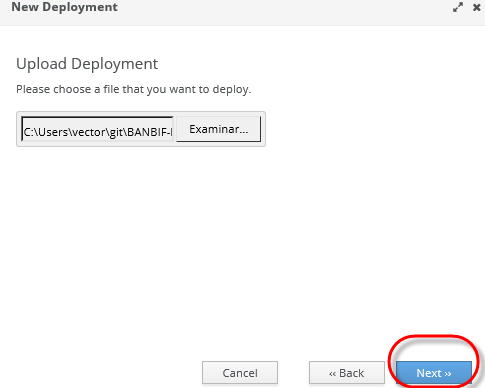 New Deployment
Upload Deployment
Please choose a file that you want to deploy.
C:\Users\vector\git\BANBIF- Examinar...
Cancel
‹‹ Back
Next ››